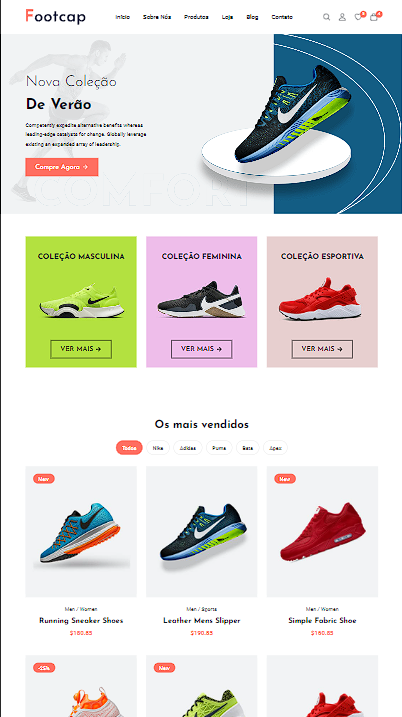 Footcap
Início Sobre Nós Produtos Loja Blog Contato
Nova Coleção
De Verão
Competently expedite alternative benefits whereas
leading-edge catalysts for change. Globally leverage
existing an expanded array of leadership.
Compre Agora →
COMFORT
COLEÇÃO MASCULINA
COLEÇÃO FEMININA
COLEÇÃO ESPORTIVA
VER MAIS →
VER MAIS →
VER MAIS →
Os mais vendidos
Todos Nike Adidas Puma Bata Apex
New
New
Men / Women
Men / Sports
Men / Women
Running Sneaker Shoes
Leather Mens Slipper
Simple Fabric Shoe
$180.85
$190.85
$160.85
New